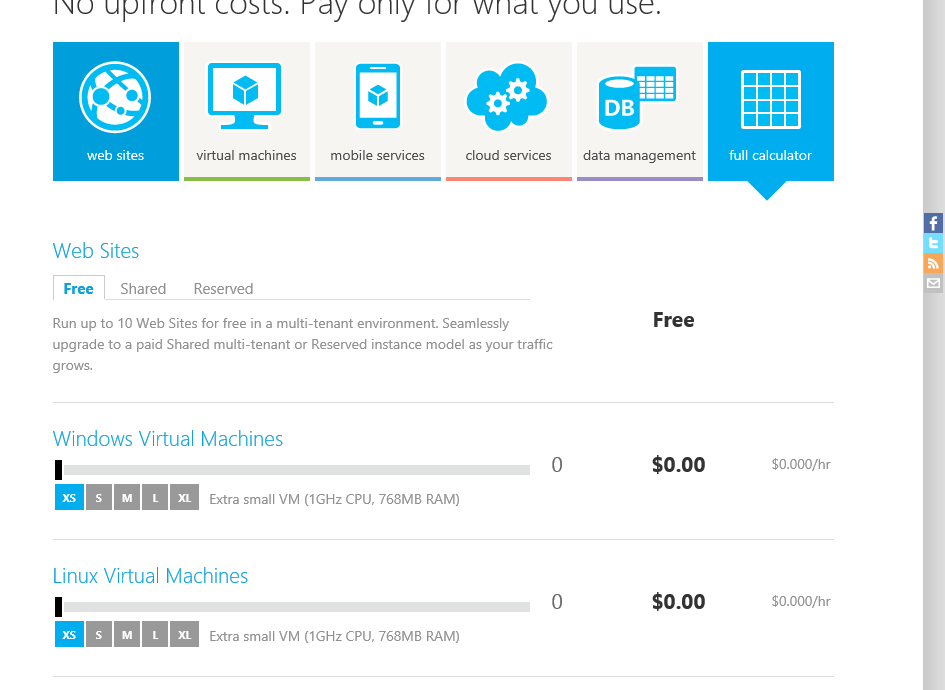 No upfront costs. Pay only for what you use.
web sites
virtual machines
mobile services
cloud services
DB
data management
full calculator
Web Sites
Free
Shared
Reserved
Run up to 10 Web Sites for free in a multi-tenant environment. Seamlessly
upgrade to a paid Shared multi-tenant or Reserved instance model as your traffic
grows.
Free
Windows Virtual Machines
0
$0.00
$0.000/hr
XS S M L XL Extra small VM (1GHz CPU, 768MB RAM)
Linux Virtual Machines
0
$0.00
$0.000/hr
XS S M L XL Extra small VM (1GHz CPU, 768MB RAM)